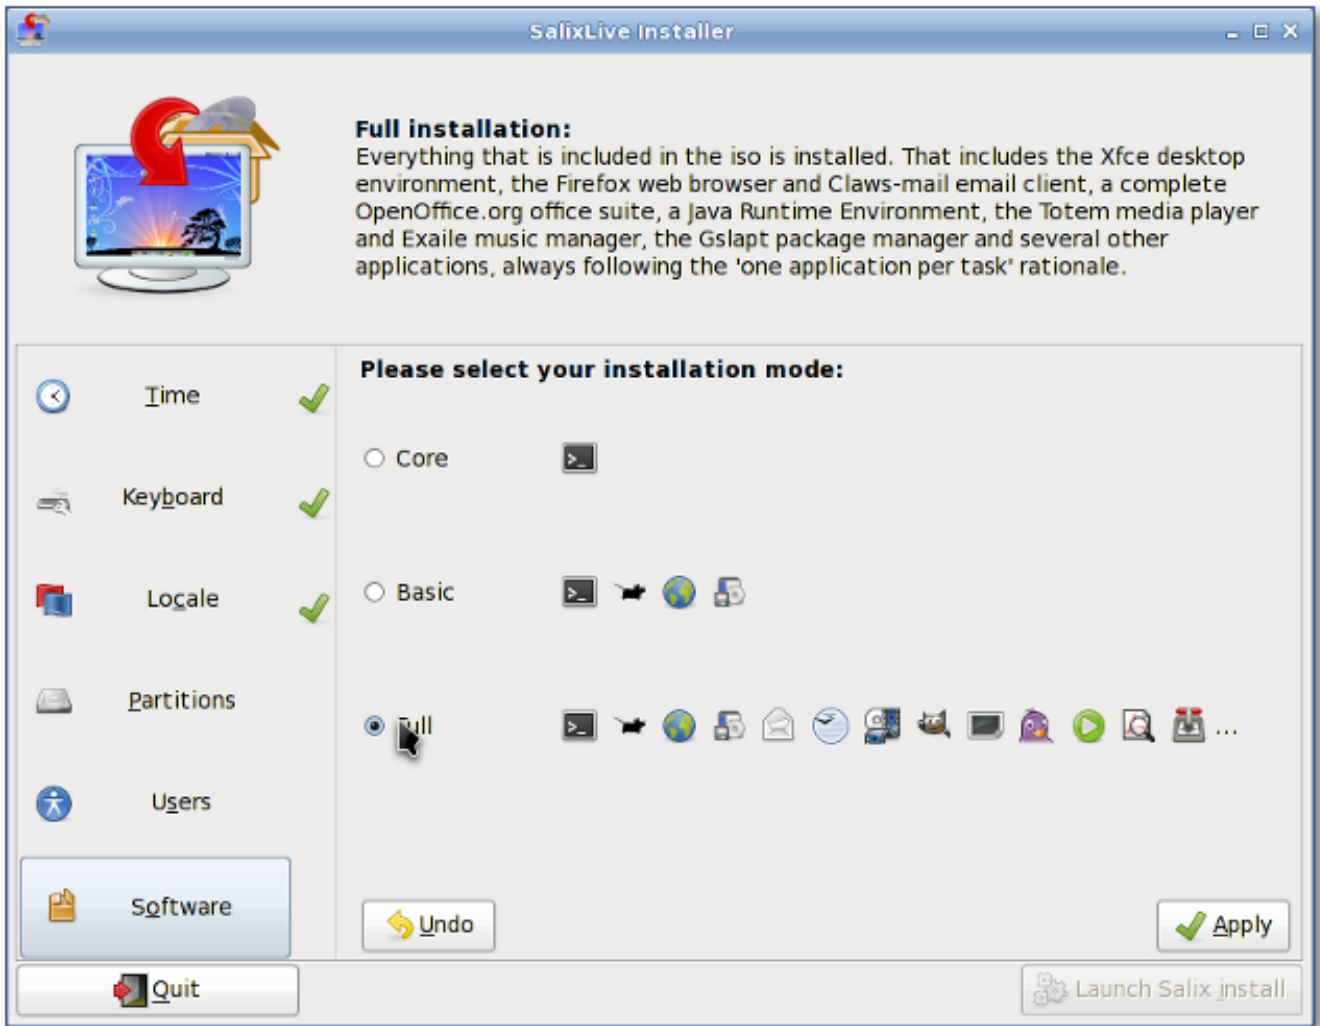 SalixLive Installer
Full installation:
Everything that is included in the iso is installed. That includes the Xfce desktop
environment, the Firefox web browser and Claws-mail email client, a complete
OpenOffice.org office suite, a Java Runtime Environment, the Totem media player
and Exaile music manager, the Gslapt package manager and several other
applications, always following the 'one application per task' rationale.
Please select your installation mode:
Time
Keyboard
Locale
Partitions
Users
Software
Core
Basic
Full
...
Undo
Apply
Quit
Launch Salix install